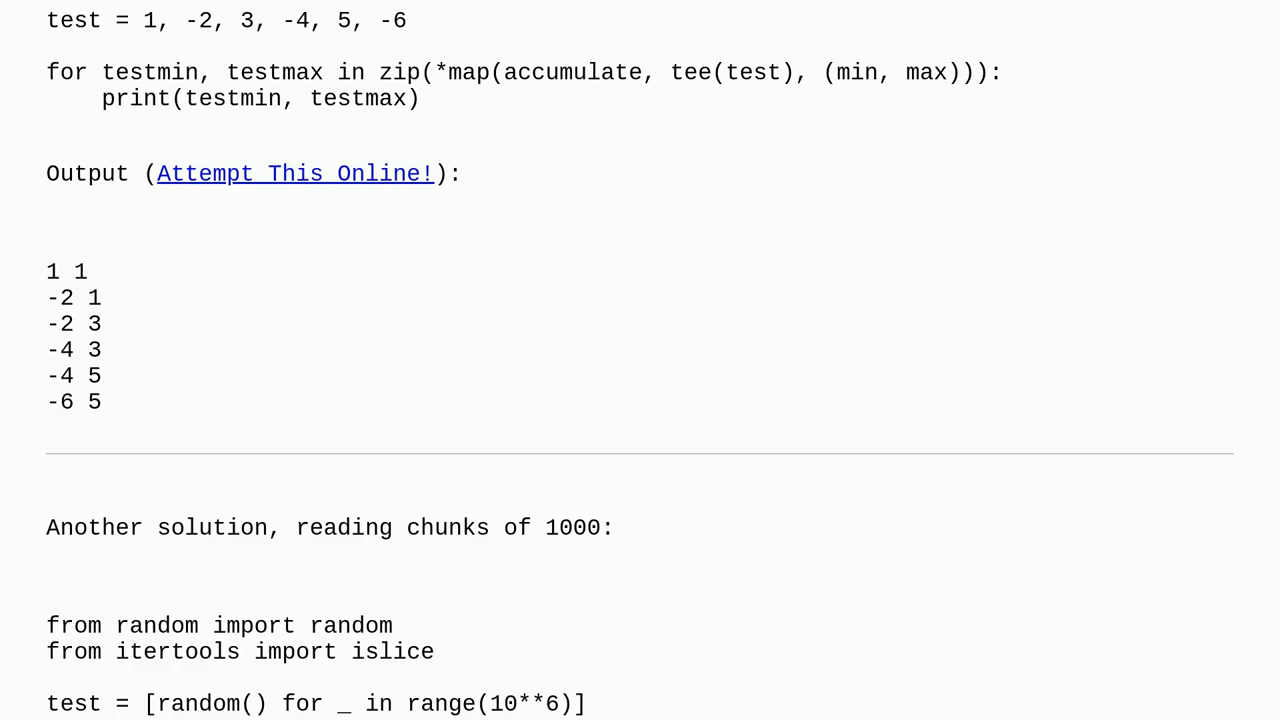 test = 1, -2, 3, -4, 5, -6
for testmin, testmax in zip(*map(accumulate, tee(test), (min, max))):
    print(testmin, testmax)
Output (Attempt This Online!):
1 1
-2 1
-2 3
-4 3
-4 5
-6 5
Another solution, reading chunks of 1000:
from random import random
from itertools import islice
test = [random() for _ in range(10**6)]